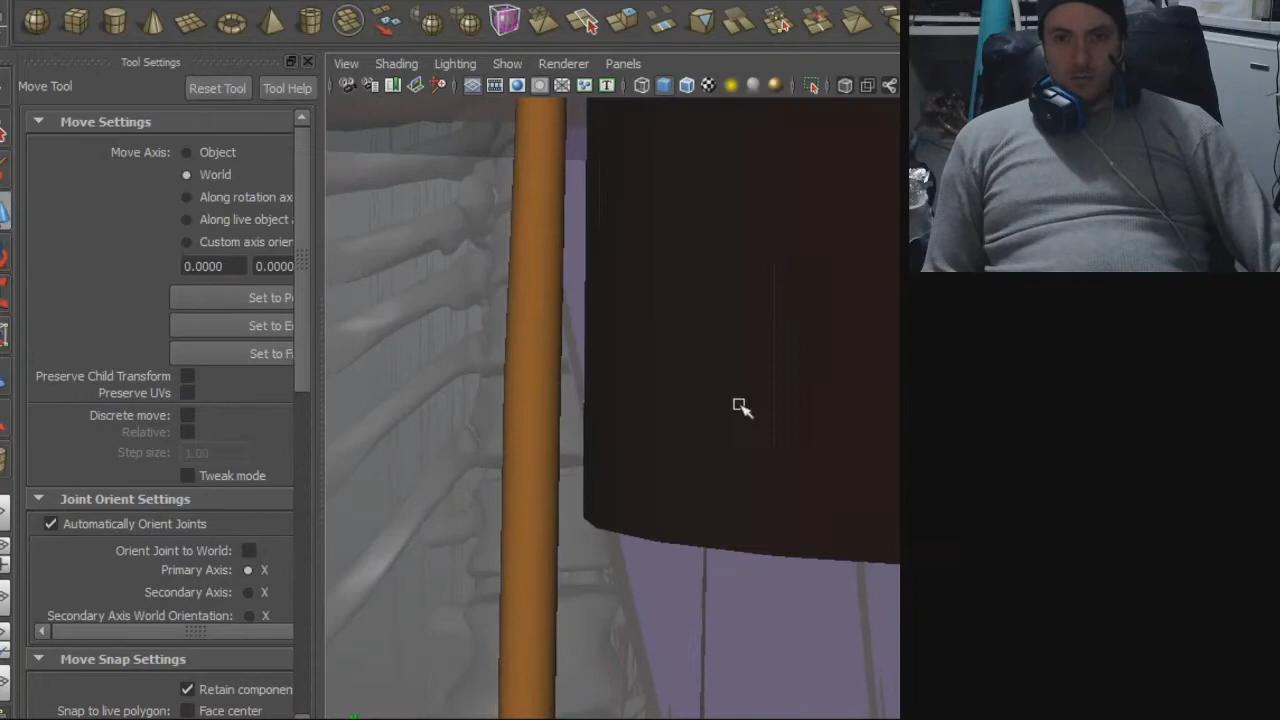 Tool Settings
View Shading Lighting Show Renderer Panels
Move Tool
Reset Tool Tool Help
Move Settings
Move Axis: Object
World
Along rotation ax
Along live object
Custom axis orien
0.0000 0.0000
Set to P
Set to E
Set to F
Preserve Child Transform
Preserve UVs
Discrete move:
Relative:
Step size: 1.00
Tweak mode
Joint Orient Settings
Automatically Orient Joints
Orient Joint to World:
Primary Axis: X
Secondary Axis: X
Secondary Axis World Orientation: X
Move Snap Settings
Retain componen
Snap to live polygon: Face center